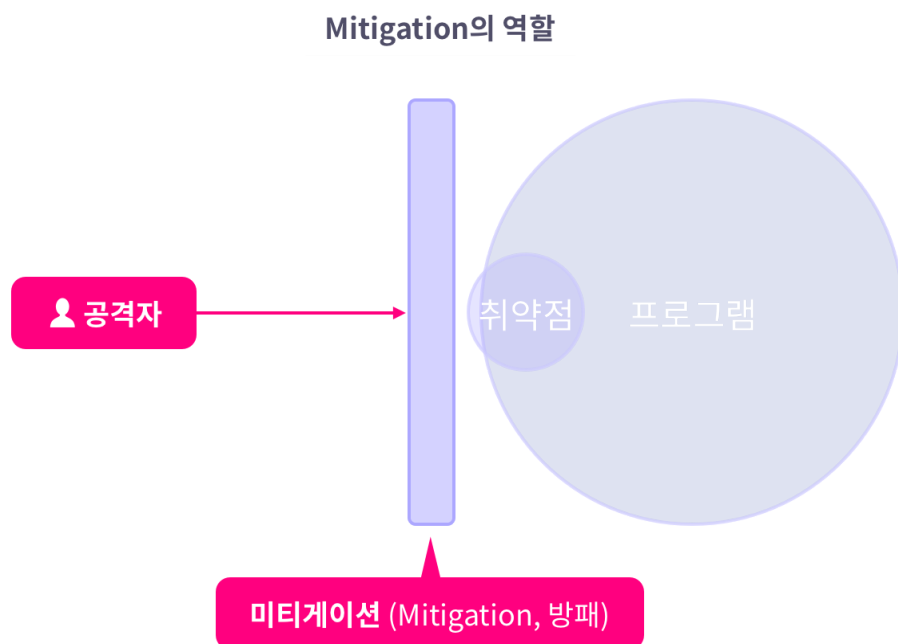 Mitigation의 역할
공격자
취약점
프로그램
미티게이션 (Mitigation, 방패)